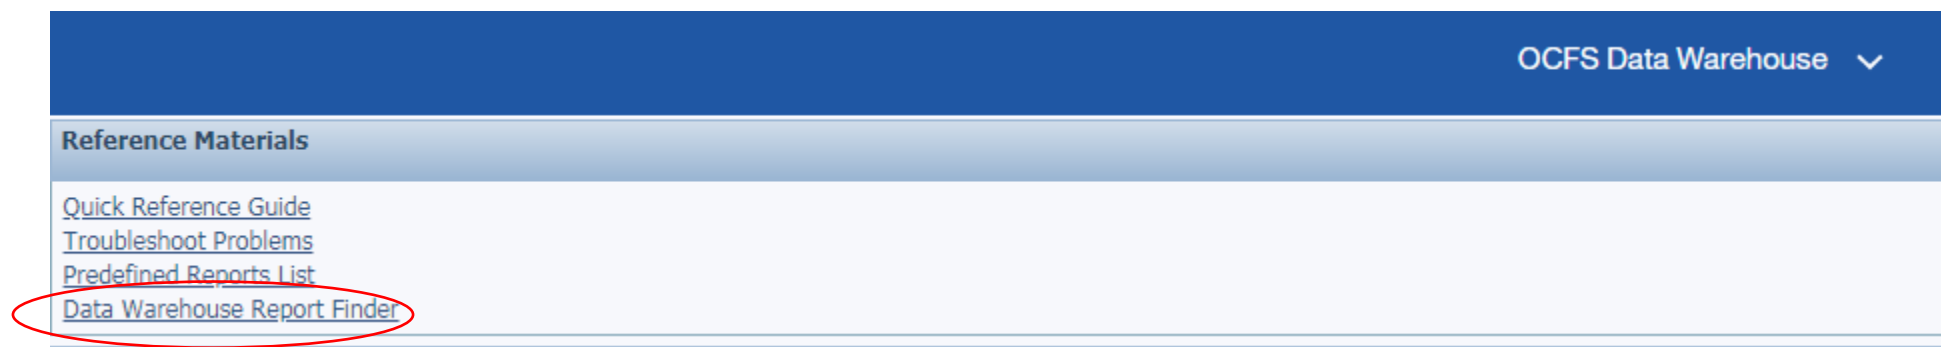 OCFS Data Warehouse
Reference Materials
Quick Reference Guide
Troubleshoot Problems
Predefined Reports List
Data Warehouse Report Finder